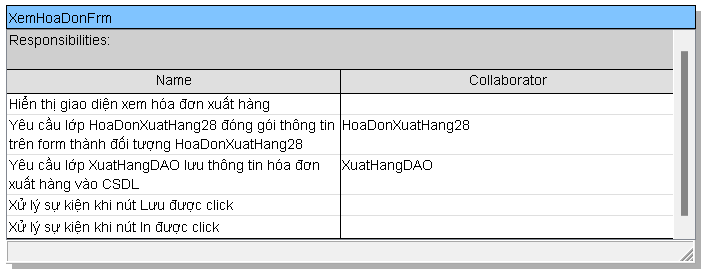 XemHoaDonFrm
Responsibilities:
Name Collaborator
Hiển thị giao diện xem hóa đơn xuất hàng
Yêu cầu lớp HoaDonXuatHang28 đóng gói thông tin HoaDonXuatHang28
trên form thành đối tượng HoaDonXuatHang28
Yêu cầu lớp XuatHangDAO lưu thông tin hóa đơn XuatHangDAO
xuất hàng vào CSDL
Xử lý sự kiện khi nút Lưu được click
Xử lý sự kiện khi nút In được click